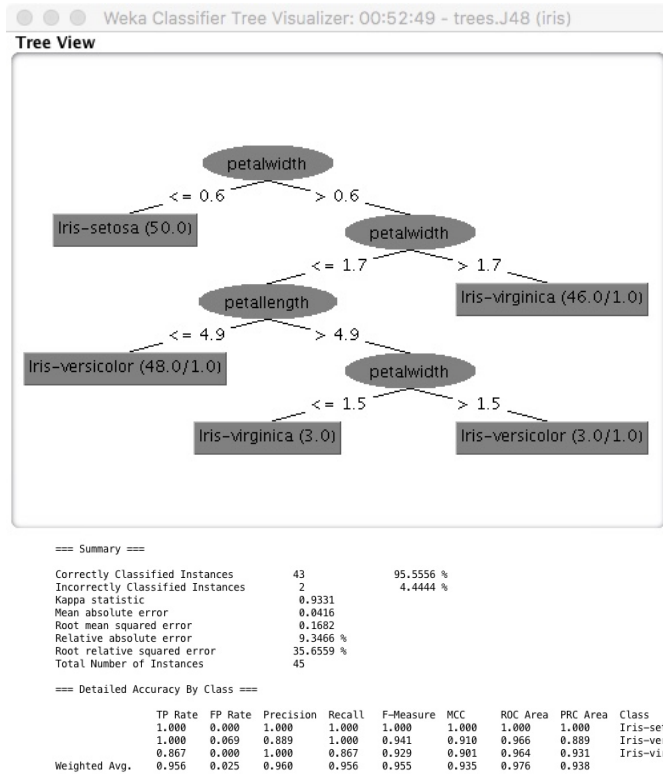 Weka Classifier Tree Visualizer: 00:52:49 - trees.J48 (iris)
Tree View
petalwidth
<= 0.6 > 0.6
Iris-setosa (50.0) petalwidth
<= 1.7 > 1.7
petallength Iris-virginica (46.0/1.0)
<= 4.9 > 4.9
Iris-versicolor (48.0/1.0) petalwidth
<= 1.5 > 1.5
Iris-virginica (3.0) Iris-versicolor (3.0/1.0)
=== Summary ===
Correctly Classified Instances 43 95.5556 %
Incorrectly Classified Instances 2 4.4444 %
Kappa statistic 0.9331
Mean absolute error 0.0416
Root mean squared error 0.1682
Relative absolute error 9.3466 %
Root relative squared error 35.6559 %
Total Number of Instances 45
=== Detailed Accuracy By Class ===
TP Rate FP Rate Precision Recall F-Measure MCC ROC Area PRC Area Class
1.000 0.000 1.000 1.000 1.000 1.000 1.000 1.000 Iris-se
1.000 0.069 0.889 1.000 0.941 0.910 0.966 0.889 Iris-ve
0.867 0.000 1.000 0.867 0.929 0.901 0.964 0.931 Iris-vi
Weighted Avg. 0.956 0.025 0.960 0.956 0.955 0.935 0.976 0.938